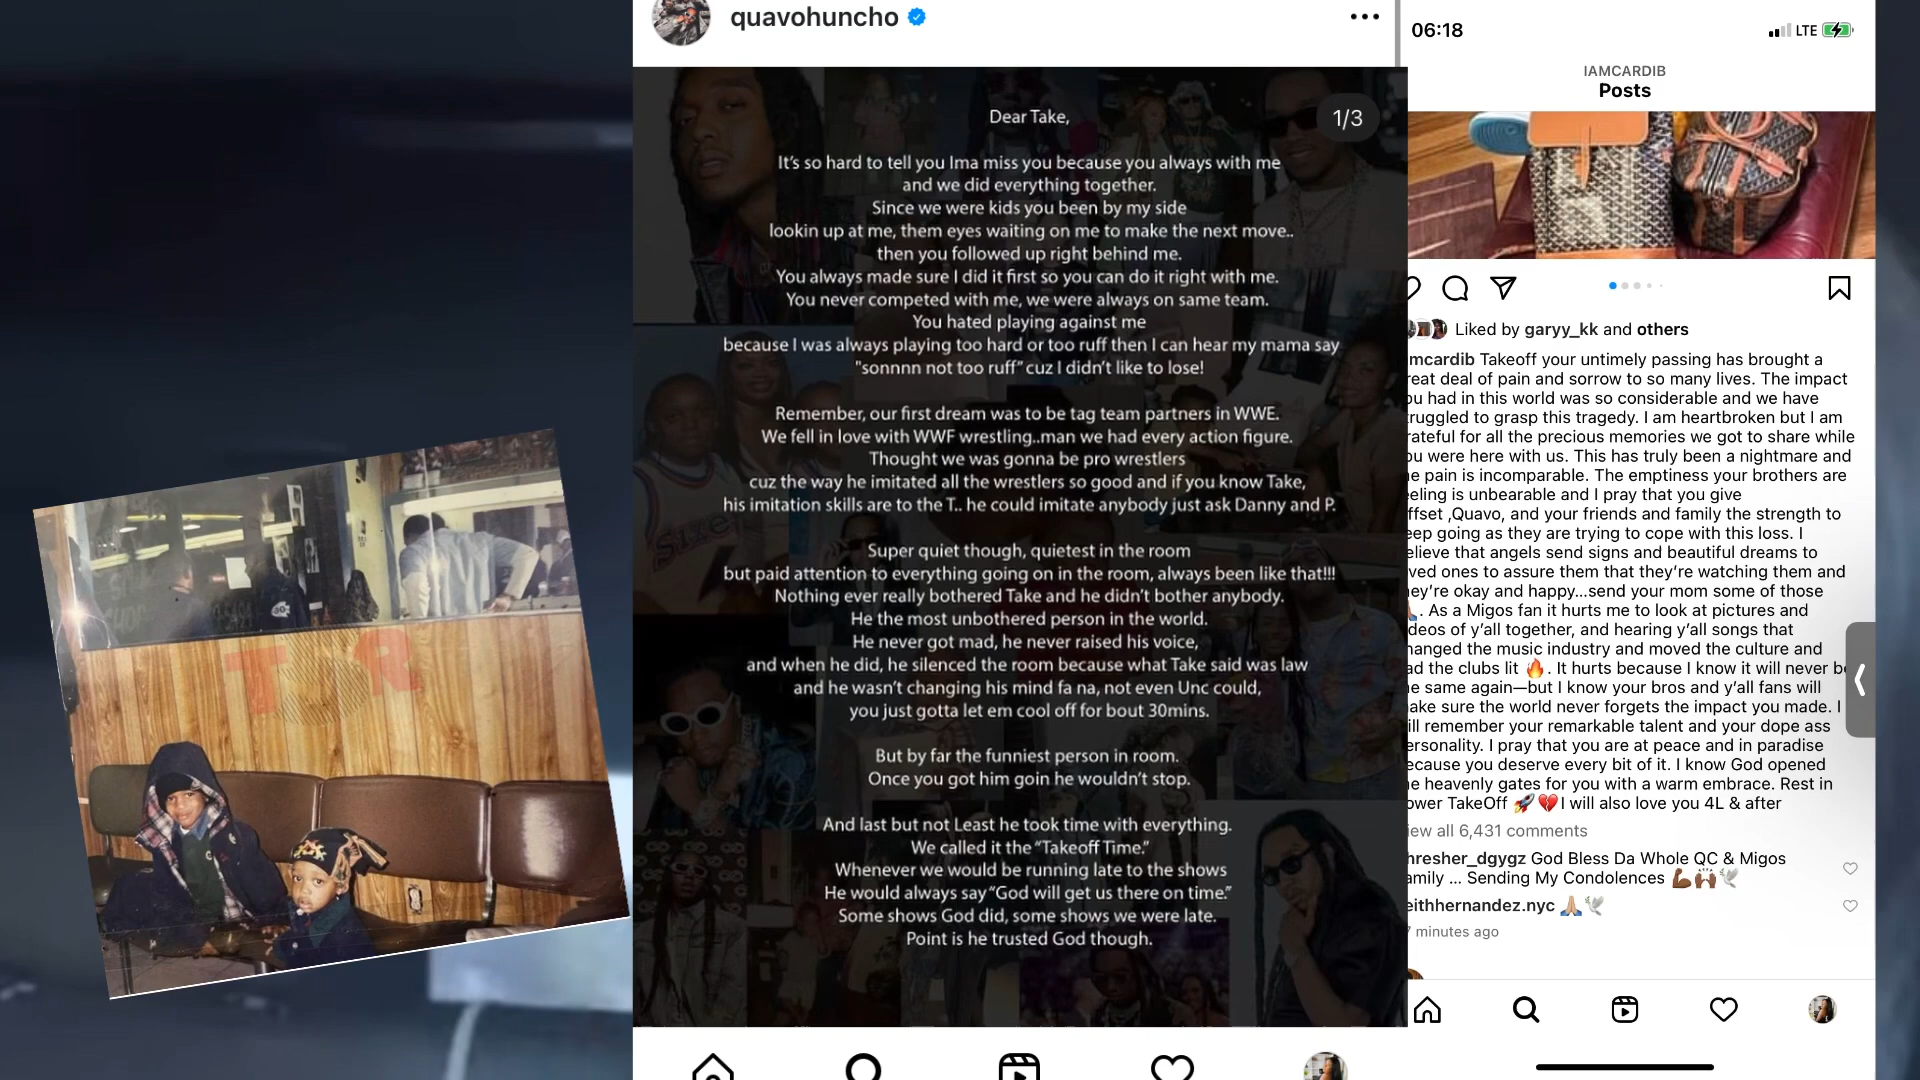 quavohuncho
1/3
Dear Take,
It's so hard to tell you Ima miss you because you always with me
and we did everything together.
Since we were kids you been by my side
lookin up at me, them eyes waiting on me to make the next move..
then you followed up right behind me.
You always made sure I did it first so you can do it right with me.
You never competed with me, we were always on same team.
You hated playing against me
because I was always playing too hard or too ruff then I can hear my mama say
"sonnnn not too ruff" cuz I didn't like to lose!
Remember, our first dream was to be tag team partners in WWE.
We fell in love with WWF wrestling..man we had every action figure.
Thought we was gonna be pro wrestlers
cuz the way he imitated all the wrestlers so good and if you know Take,
his imitation skills are to the T.. he could imitate anybody just ask Danny and P.
Super quiet though, quietest in the room
but paid attention to everything going on in the room, always been like that!!!
Nothing ever really bothered Take and he didn't bother anybody.
He the most unbothered person in the world.
He never got mad, he never raised his voice,
and when he did, he silenced the room because what Take said was law
and he wasn't changing his mind fa na, not even Unc could,
you just gotta let em cool off for bout 30mins.
But by far the funniest person in room.
Once you got him goin he wouldn't stop.
And last but not Least he took time with everything.
We called it the "Takeoff Time."
Whenever we would be running late to the shows
He would always say "God will get us there on time."
Some shows God did, some shows we were late.
Point is he trusted God though.
06:18
LTE
IAMCARDIB
Posts
Liked by garyy_kk and others
mcardib Takeoff your untimely passing has brought a
reat deal of pain and sorrow to so many lives. The impact
ou had in this world was so considerable and we have
truggled to grasp this tragedy. I am heartbroken but I am
rateful for all the precious memories we got to share while
ou were here with us. This has truly been a nightmare and
he pain is incomparable. The emptiness your brothers are
eeling is unbearable and I pray that you give
ffset ,Quavo, and your friends and family the strength to
eep going as they are trying to cope with this loss. I
elieve that angels send signs and beautiful dreams to
ved ones to assure them that they're watching them and
hey're okay and happy...send your mom some of those
🙏🏽. As a Migos fan it hurts me to look at pictures and
deos of y'all together, and hearing y'all songs that
hanged the music industry and moved the culture and
ad the clubs lit 🔥. It hurts because I know it will never be
he same again—but I know your bros and y'all fans will
ake sure the world never forgets the impact you made. I
ill remember your remarkable talent and your dope ass
ersonality. I pray that you are at peace and in paradise
ecause you deserve every bit of it. I know God opened
he heavenly gates for you with a warm embrace. Rest in
ower TakeOff 🚀💔I will also love you 4L & after
iew all 6,431 comments
hresher_dgygz God Bless Da Whole QC & Migos
amily ... Sending My Condolences 💪🏾🙌🏾🕊
eithhernandez.nyc 🙏🏼🕊
7 minutes ago